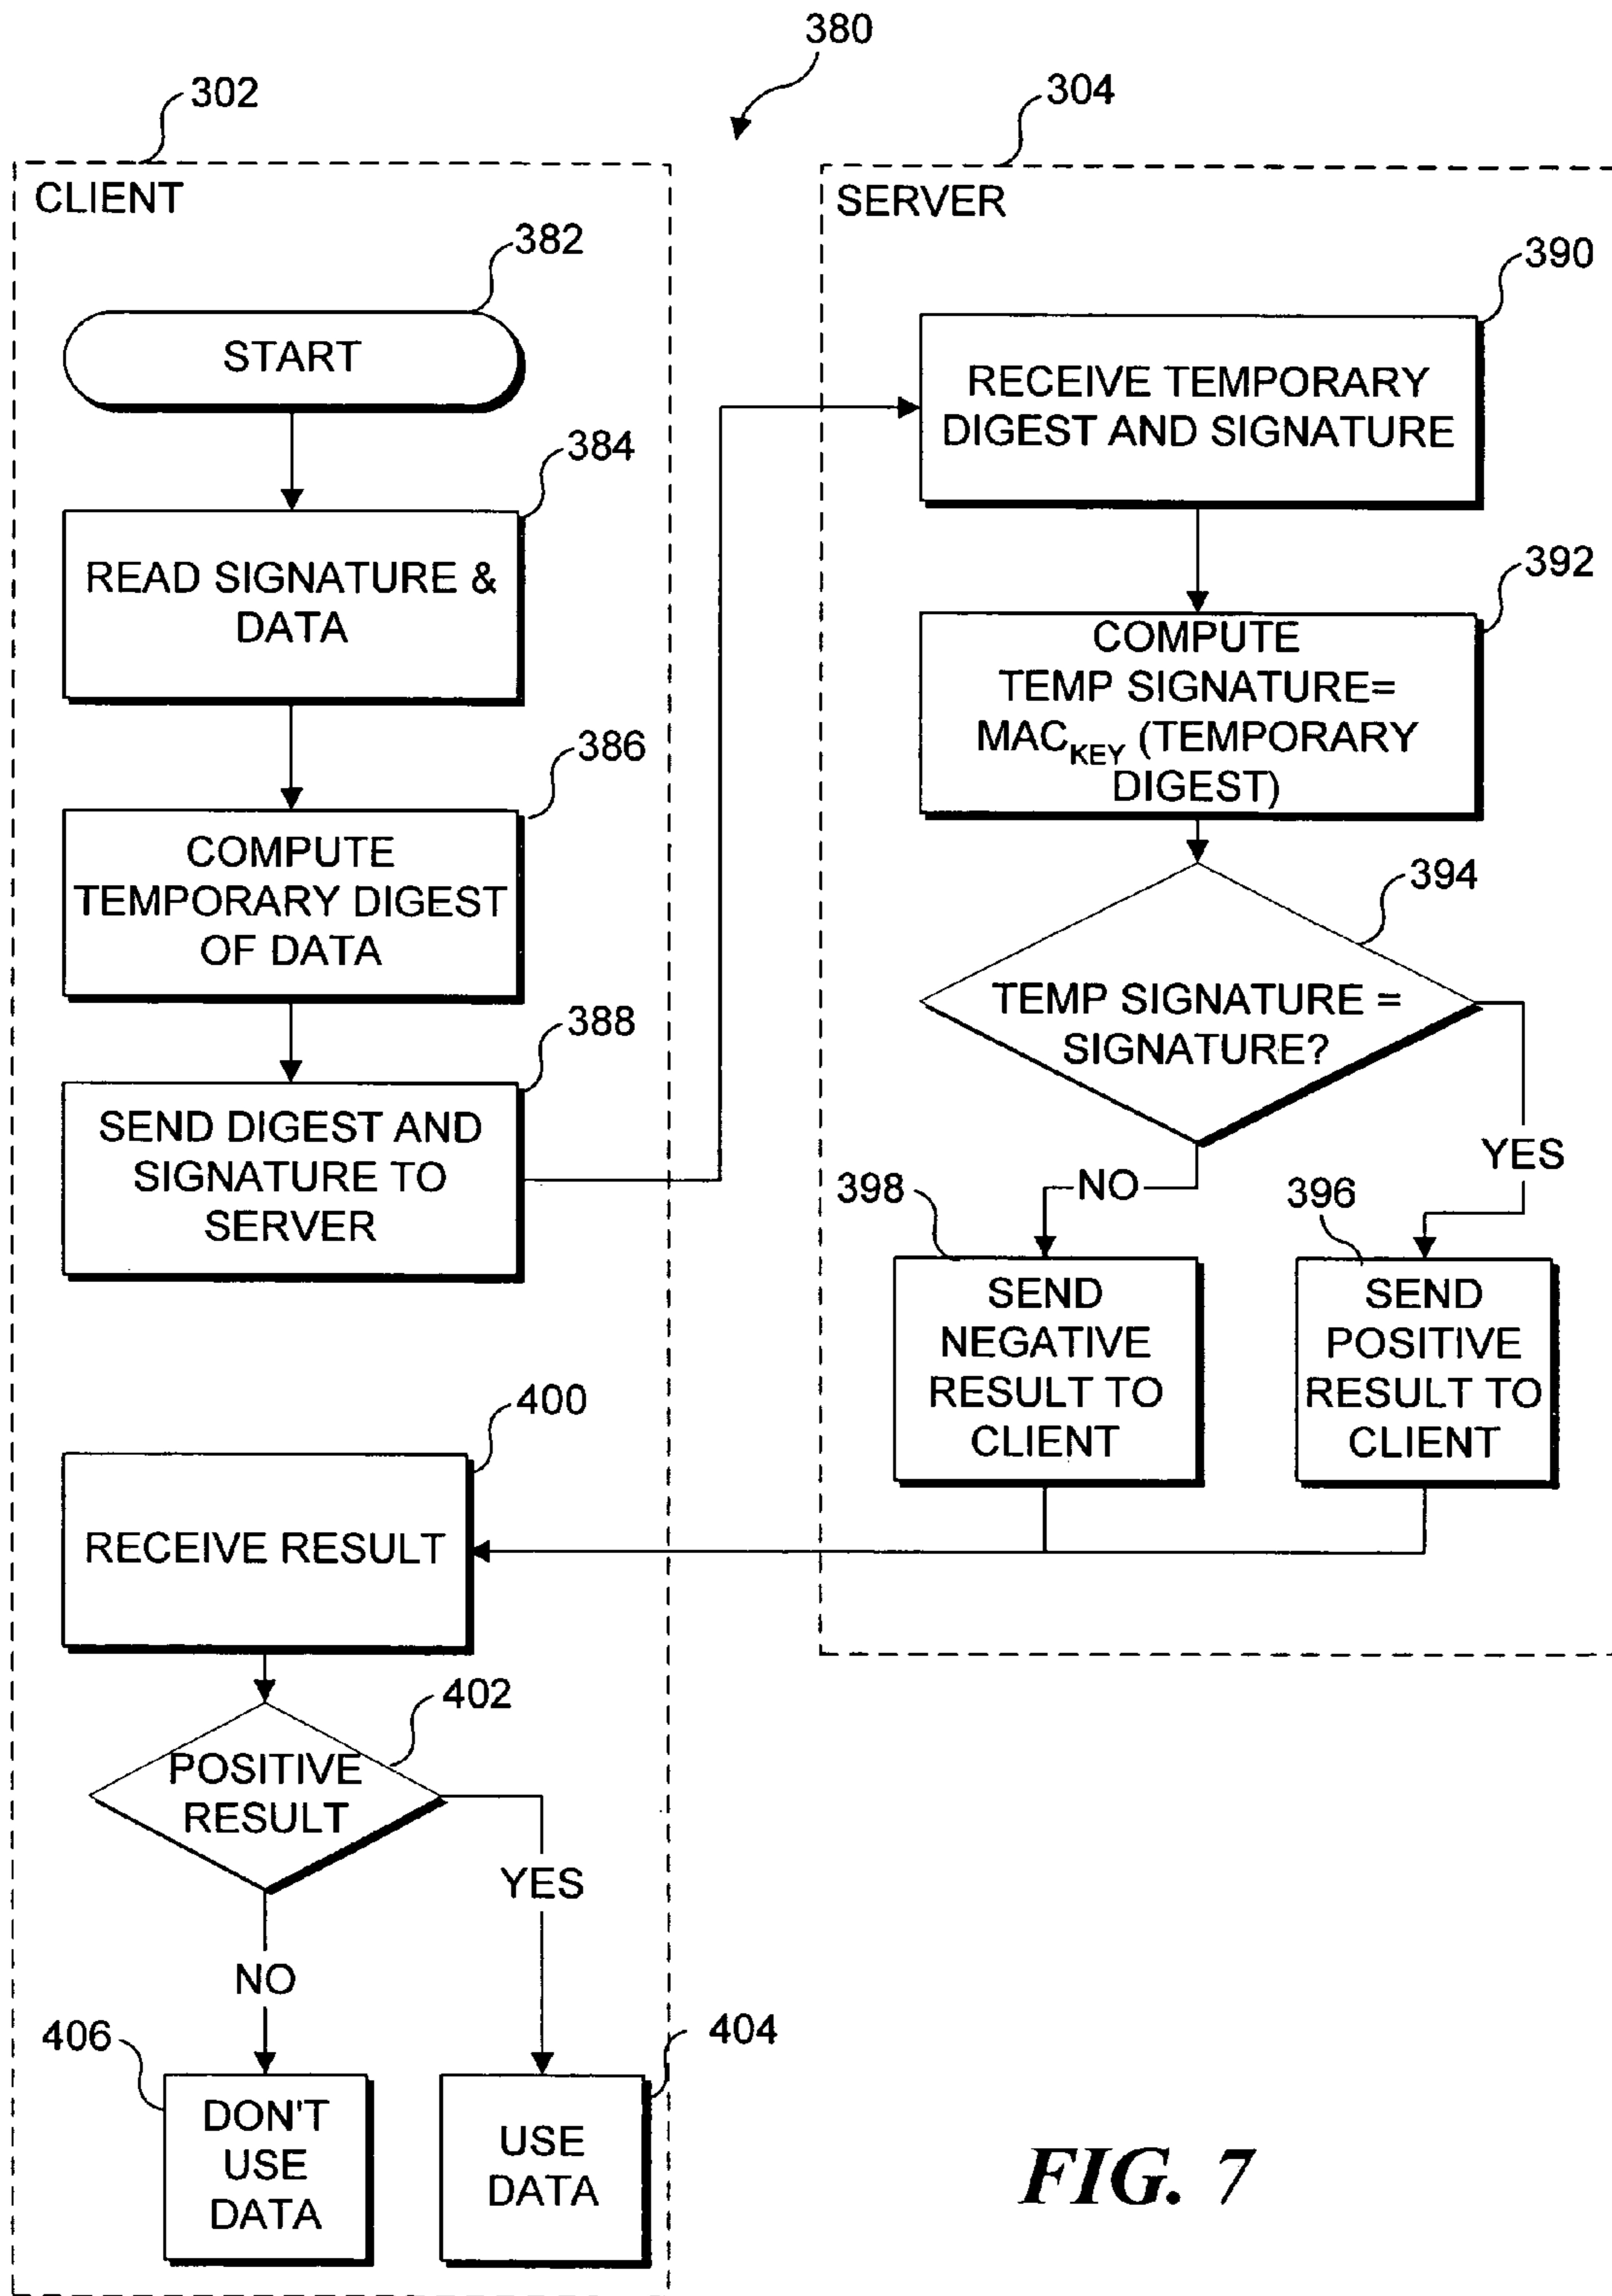 380
302
304
CLIENT
SERVER
382
START
384
READ SIGNATURE &
DATA
386
COMPUTE
TEMPORARY DIGEST
OF DATA
388
SEND DIGEST AND
SIGNATURE TO
SERVER
390
RECEIVE TEMPORARY
DIGEST AND SIGNATURE
392
COMPUTE
TEMP SIGNATURE=
MAC_KEY (TEMPORARY
DIGEST)
394
TEMP SIGNATURE =
SIGNATURE?
NO
YES
398
SEND
NEGATIVE
RESULT TO
CLIENT
396
SEND
POSITIVE
RESULT TO
CLIENT
400
RECEIVE RESULT
402
POSITIVE
RESULT
YES
NO
406
DON'T
USE
DATA
404
USE
DATA
FIG. 7